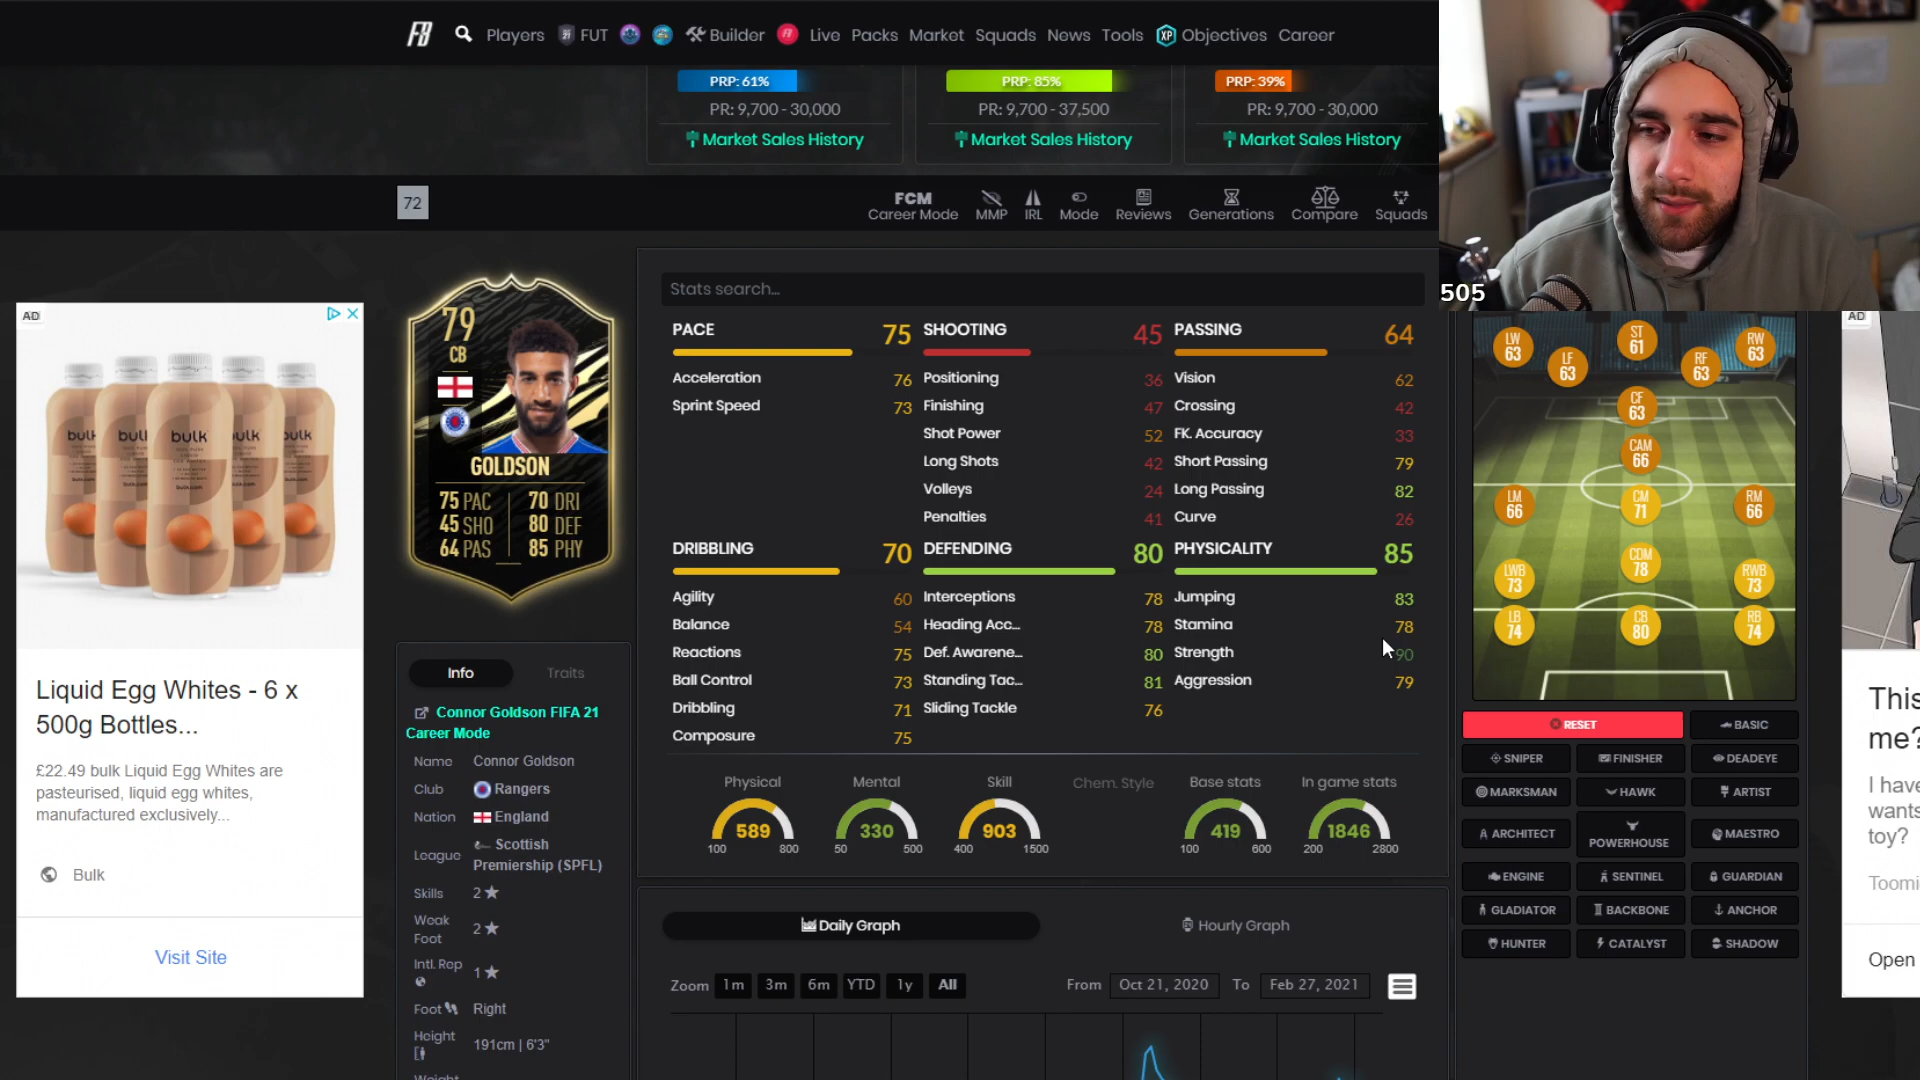 FB Players FUT Builder Live Packs Market Squads News Tools XP Objectives Career
PRP: 61% PRP: 85% PRP: 39%
PR: 9,700 - 30,000 PR: 9,700 - 37,500 PR: 9,700 - 30,000
Market Sales History Market Sales History Market Sales History
72
FCM
Career Mode MMP IRL Mode Reviews Generations Compare Squads
505
Stats search...
PACE 75 SHOOTING 45 PASSING 64
Acceleration 76 Positioning 36 Vision 62
Sprint Speed 73 Finishing 47 Crossing 42
Shot Power 52 FK. Accuracy 33
Long Shots 42 Short Passing 79
Volleys 24 Long Passing 82
Penalties 41 Curve 26
DRIBBLING 70 DEFENDING 80 PHYSICALITY 85
Agility 60 Interceptions 78 Jumping 83
Balance 54 Heading Acc... 78 Stamina 78
Reactions 75 Def. Awarene... 80 Strength 90
Ball Control 73 Standing Tac... 81 Aggression 79
Dribbling 71 Sliding Tackle 76
Composure 75
Physical Mental Skill Chem. Style Base stats In game stats
589 330 903 419 1846
100 800 50 500 400 1500 100 600 200 2800
Daily Graph Hourly Graph
Zoom 1m 3m 6m YTD 1y All From Oct 21, 2020 To Feb 27, 2021
79
CB
GOLDSON
75 PAC 70 DRI
45 SHO 80 DEF
64 PAS 85 PHY
Info Traits
Connor Goldson FIFA 21
Career Mode
Name Connor Goldson
Club Rangers
Nation England
League Scottish
Premiership (SPFL)
Skills 2
Weak
Foot 2
Intl. Rep 1
Foot Right
Height 191cm | 6'3"
Weight
AD
bulk bulk
Liquid Egg Whites - 6 x
500g Bottles...
£22.49 bulk Liquid Egg Whites are
pasteurised, liquid egg whites,
manufactured exclusively...
Bulk
Visit Site
LW
63
ST
61
RW
63
LF
63
RF
63
CF
63
CAM
66
LM
66
CM
71
RM
66
CDM
78
LWB
73
RWB
73
LB
74
CB
80
RB
74
RESET BASIC
SNIPER FINISHER DEADEYE
MARKSMAN HAWK ARTIST
ARCHITECT POWERHOUSE MAESTRO
ENGINE SENTINEL GUARDIAN
GLADIATOR BACKBONE ANCHOR
HUNTER CATALYST SHADOW
AD
This
me?
I have
wants
toy?
Toomi
Open